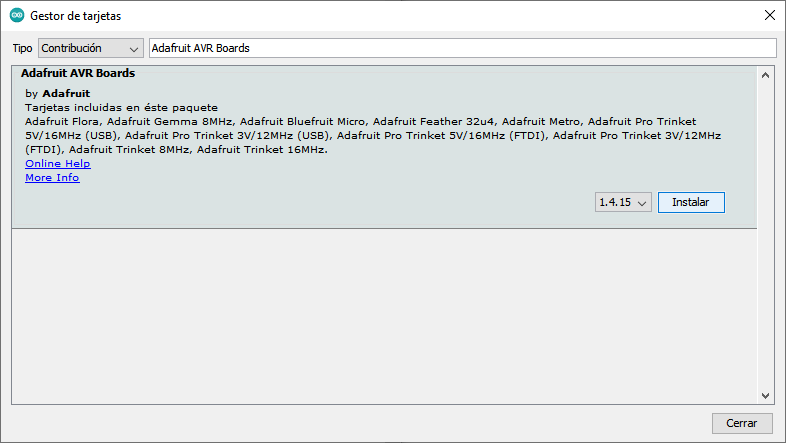 Gestor de tarjetas
Tipo Contribución Adafruit AVR Boards
Adafruit AVR Boards
by Adafruit
Tarjetas incluidas en éste paquete
Adafruit Flora, Adafruit Gemma 8MHz, Adafruit Bluefruit Micro, Adafruit Feather 32u4, Adafruit Metro, Adafruit Pro Trinket
5V/16MHz (USB), Adafruit Pro Trinket 3V/12MHz (USB), Adafruit Pro Trinket 5V/16MHz (FTDI), Adafruit Pro Trinket 3V/12MHz
(FTDI), Adafruit Trinket 8MHz, Adafruit Trinket 16MHz.
Online Help
More Info
1.4.15 Instalar
Cerrar